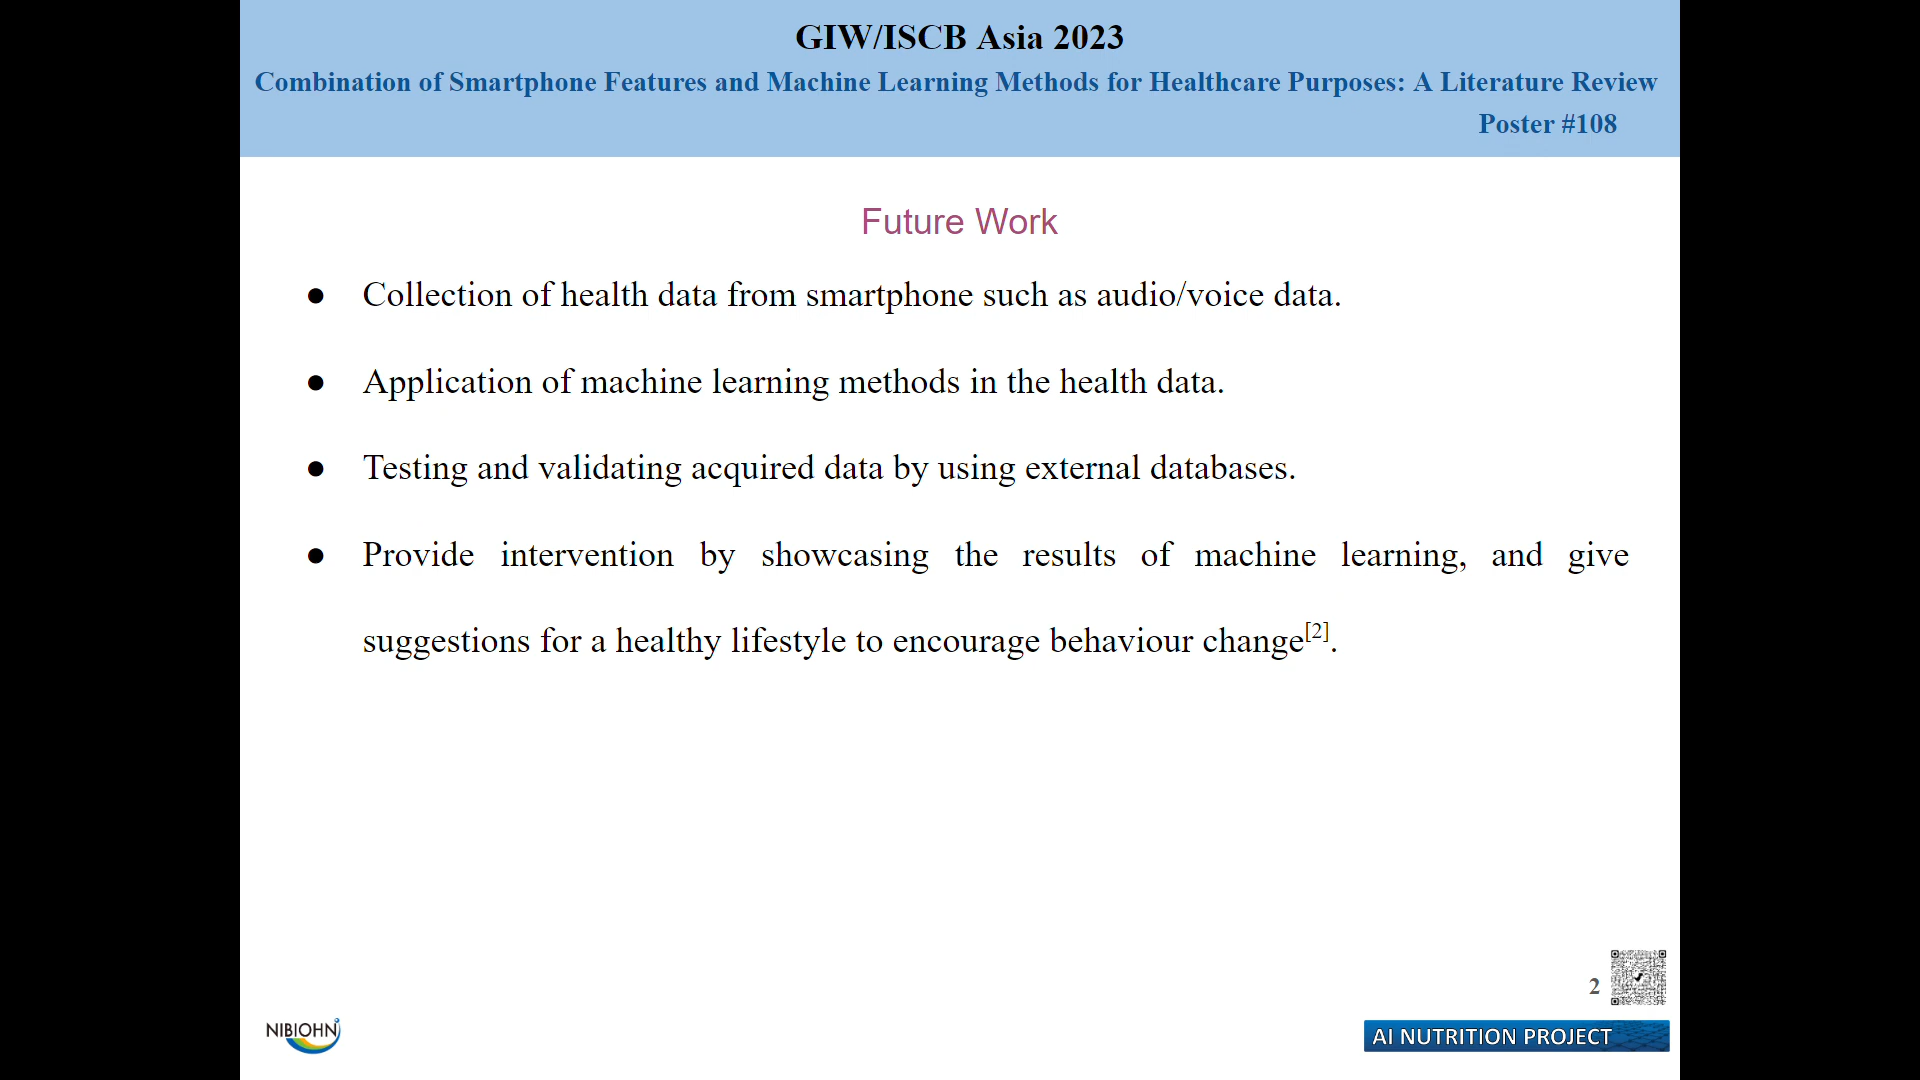 GIW/ISCB Asia 2023
Combination of Smartphone Features and Machine Learning Methods for Healthcare Purposes: A Literature Review
Poster #108
Future Work
● Collection of health data from smartphone such as audio/voice data.
● Application of machine learning methods in the health data.
● Testing and validating acquired data by using external databases.
● Provide intervention by showcasing the results of machine learning, and give
suggestions for a healthy lifestyle to encourage behaviour change[2].
2
NIBIOHN
AI NUTRITION PROJECT